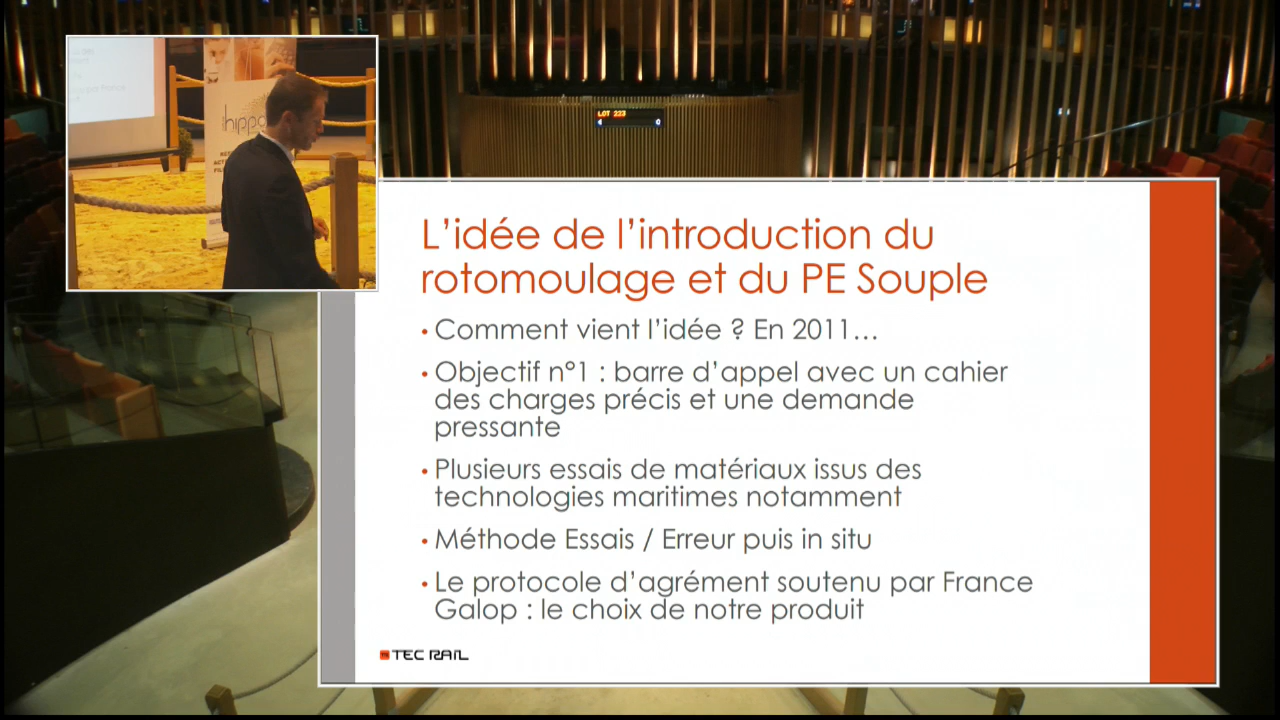 hippo
LOT 223
L'idée de l'introduction du
rotomoulage et du PE Souple
• Comment vient l'idée ? En 2011…
• Objectif n°1 : barre d'appel avec un cahier
des charges précis et une demande
pressante
• Plusieurs essais de matériaux issus des
technologies maritimes notamment
• Méthode Essais / Erreur puis in situ
• Le protocole d'agrément soutenu par France
Galop : le choix de notre produit
TEC RAIL